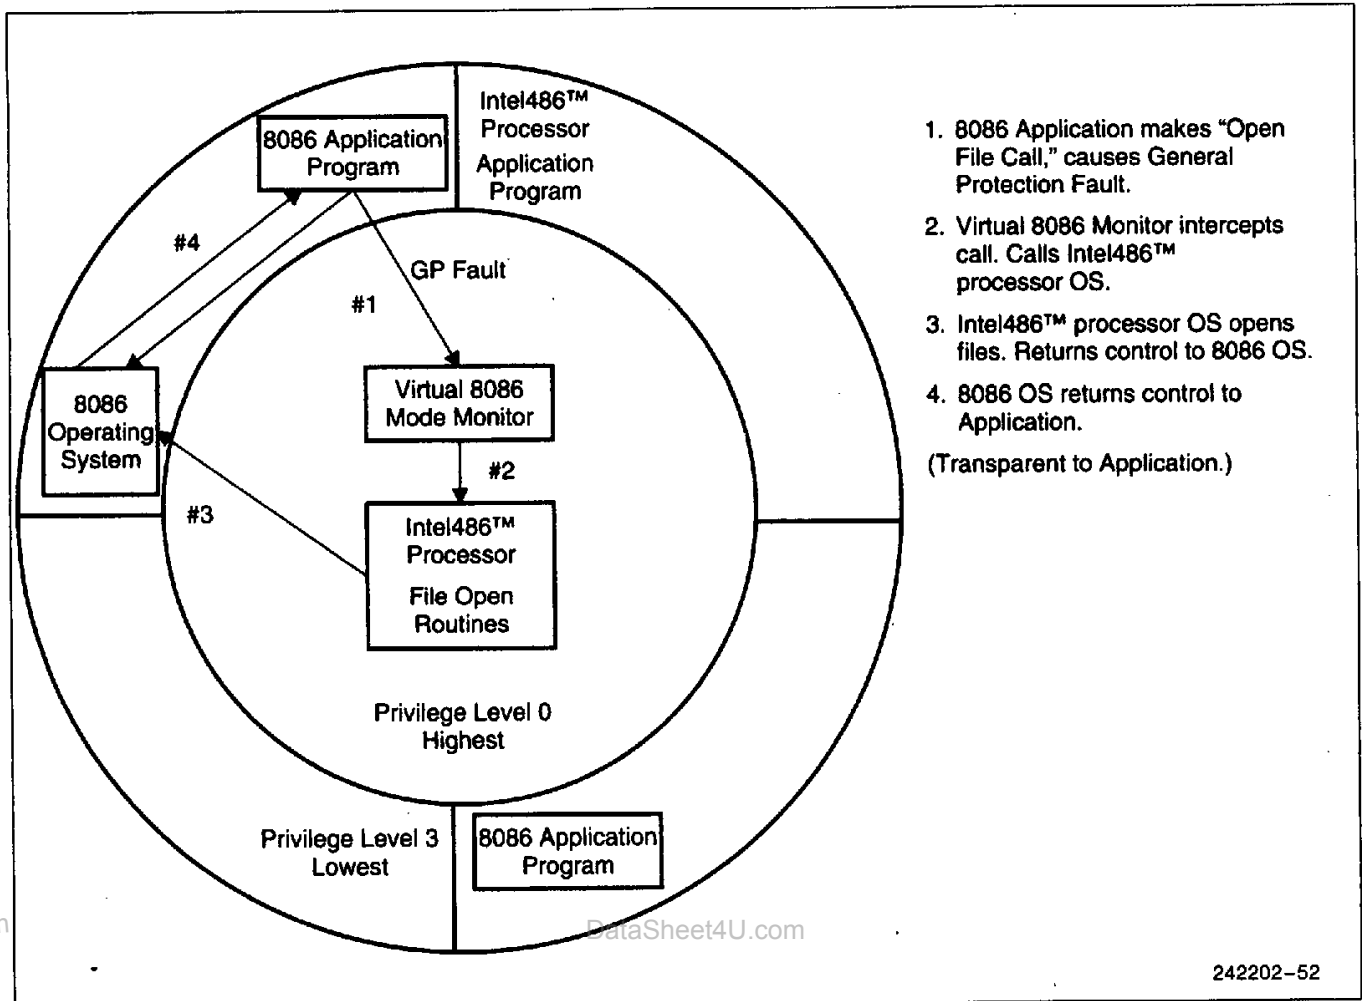 Intel486™
Processor
Application
Program
8086 Application
Program
#4
GP Fault
#1
8086
Operating
System
Virtual 8086
Mode Monitor
#2
#3
Intel486™
Processor
File Open
Routines
Privilege Level 0
Highest
Privilege Level 3
Lowest
8086 Application
Program
1. 8086 Application makes “Open
File Call,” causes General
Protection Fault.
2. Virtual 8086 Monitor intercepts
call. Calls Intel486™
processor OS.
3. Intel486™ processor OS opens
files. Returns control to 8086 OS.
4. 8086 OS returns control to
Application.
(Transparent to Application.)
DataSheet4U.com
242202–52